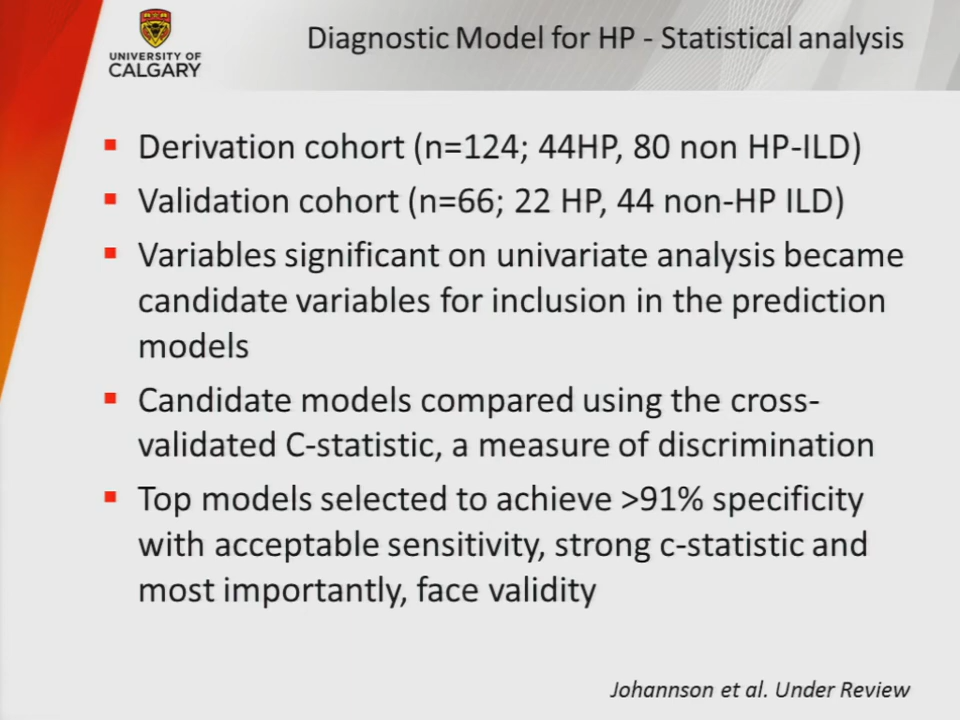 UNIVERSITY OF
CALGARY
Diagnostic Model for HP - Statistical analysis
▪ Derivation cohort (n=124; 44HP, 80 non HP-ILD)
▪ Validation cohort (n=66; 22 HP, 44 non-HP ILD)
▪ Variables significant on univariate analysis became
candidate variables for inclusion in the prediction
models
▪ Candidate models compared using the cross-
validated C-statistic, a measure of discrimination
▪ Top models selected to achieve >91% specificity
with acceptable sensitivity, strong c-statistic and
most importantly, face validity
Johannson et al. Under Review